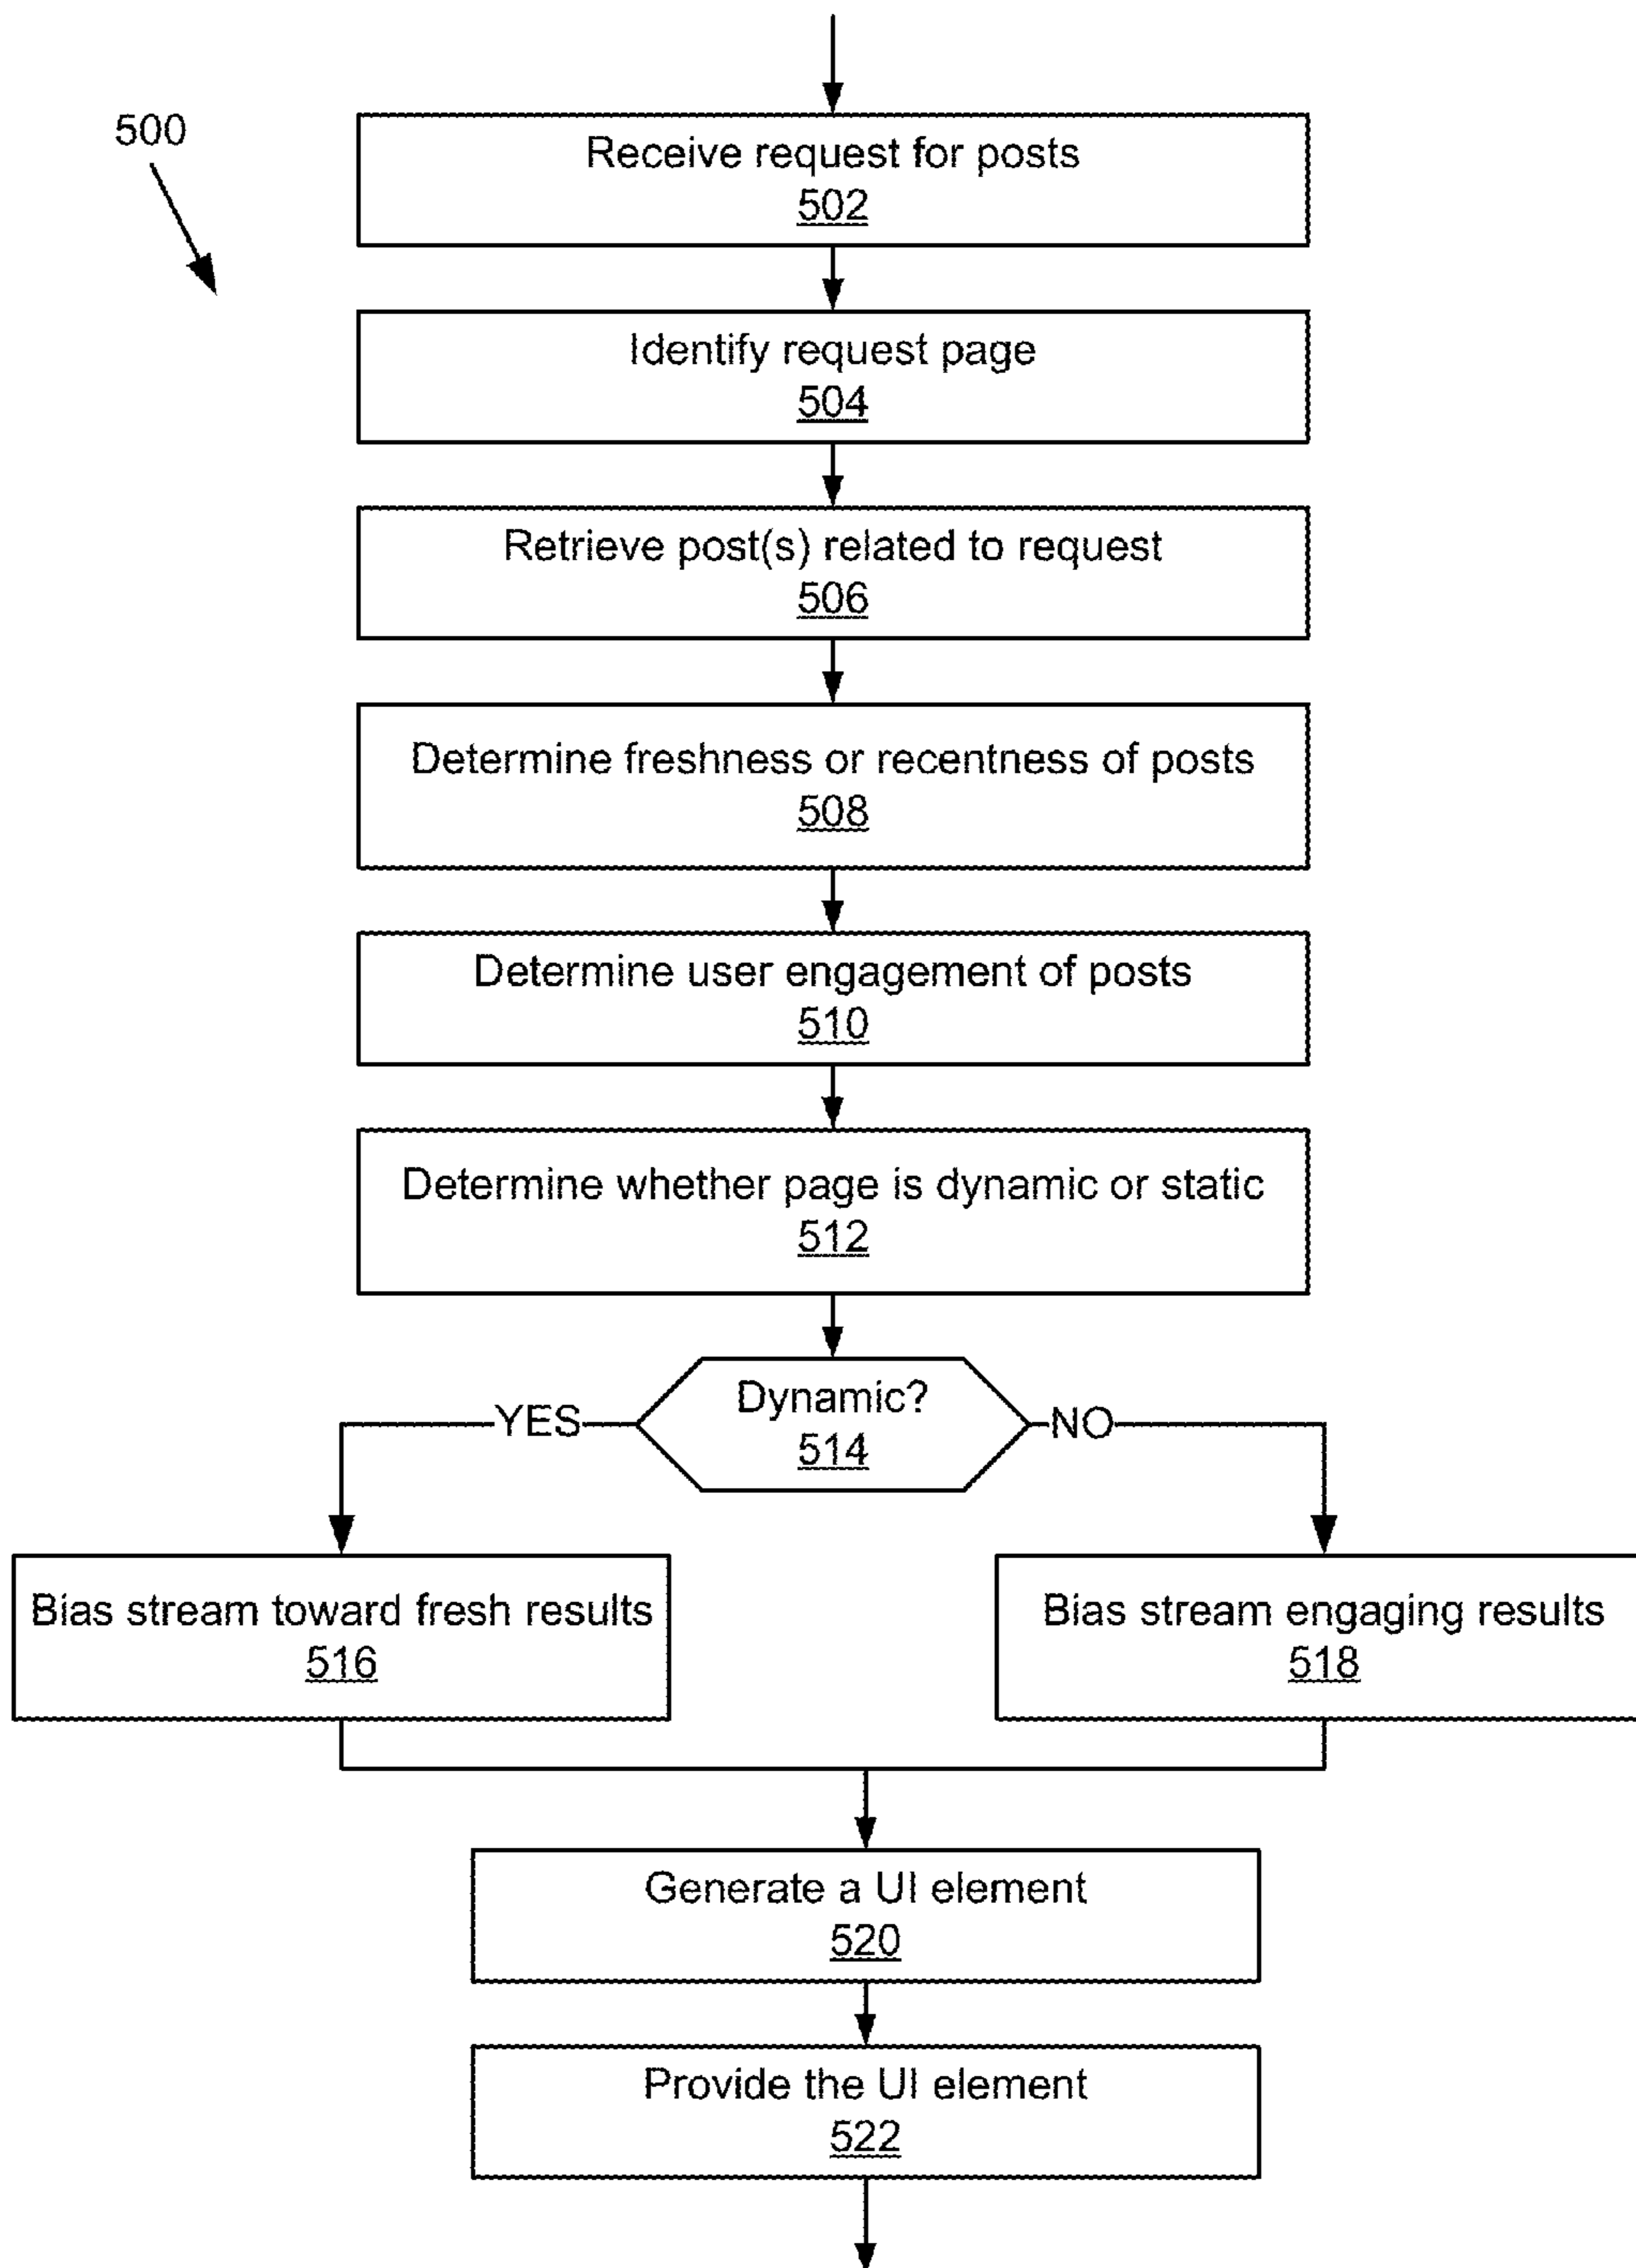 500
Receive request for posts
502
Identify request page
504
Retrieve post(s) related to request
506
Determine freshness or recentness of posts
508
Determine user engagement of posts
510
Determine whether page is dynamic or static
512
Dynamic?
514
YES
NO
Bias stream toward fresh results
516
Bias stream engaging results
518
Generate a UI element
520
Provide the UI element
522